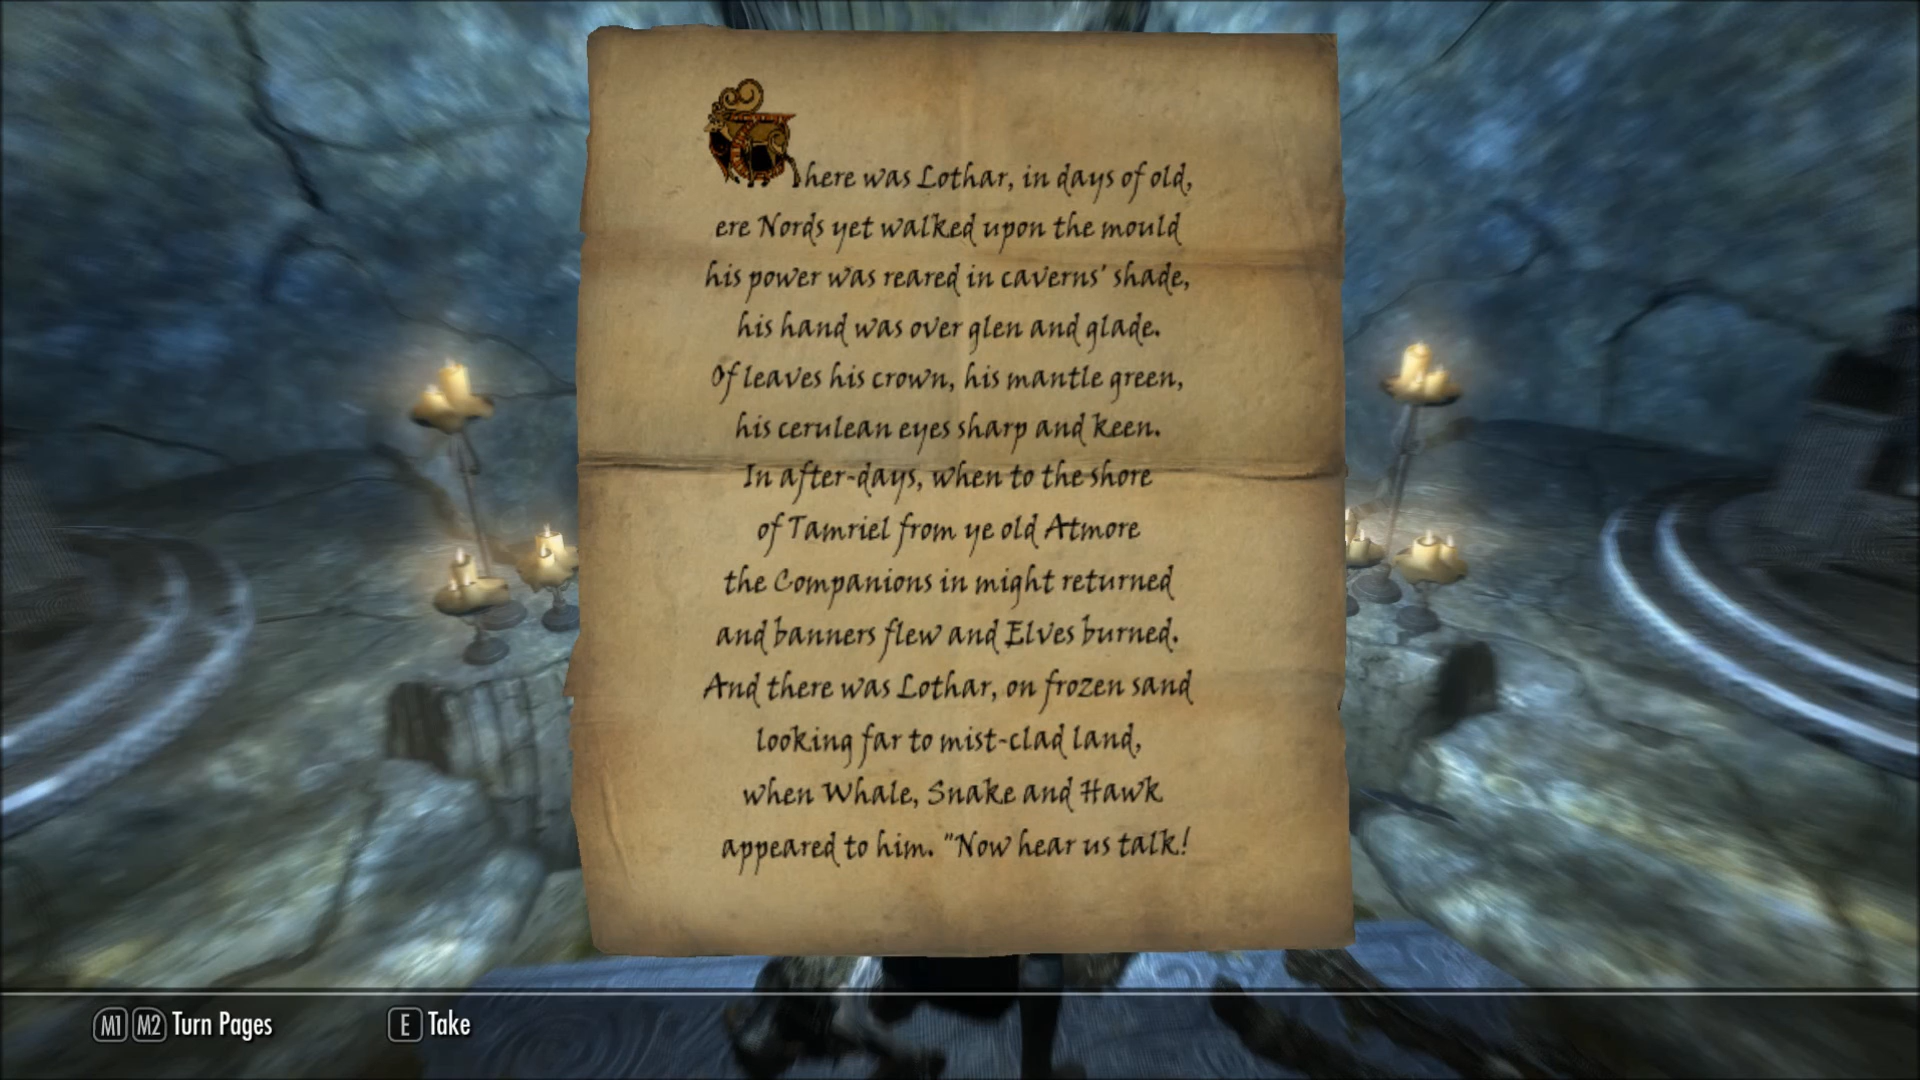 There was Lothar, in days of old,
ere Nords yet walked upon the mould
his power was reared in caverns' shade,
his hand was over glen and glade.
Of leaves his crown, his mantle green,
his cerulean eyes sharp and keen.
In after-days, when to the shore
of Tamriel from ye old Atmore
the Companions in might returned
and banners flew and Elves burned.
And there was Lothar, on frozen sand
looking far to mist-clad land,
when Whale, Snake and Hawk
appeared to him. "Now hear us talk!
M1 M2 Turn Pages E Take